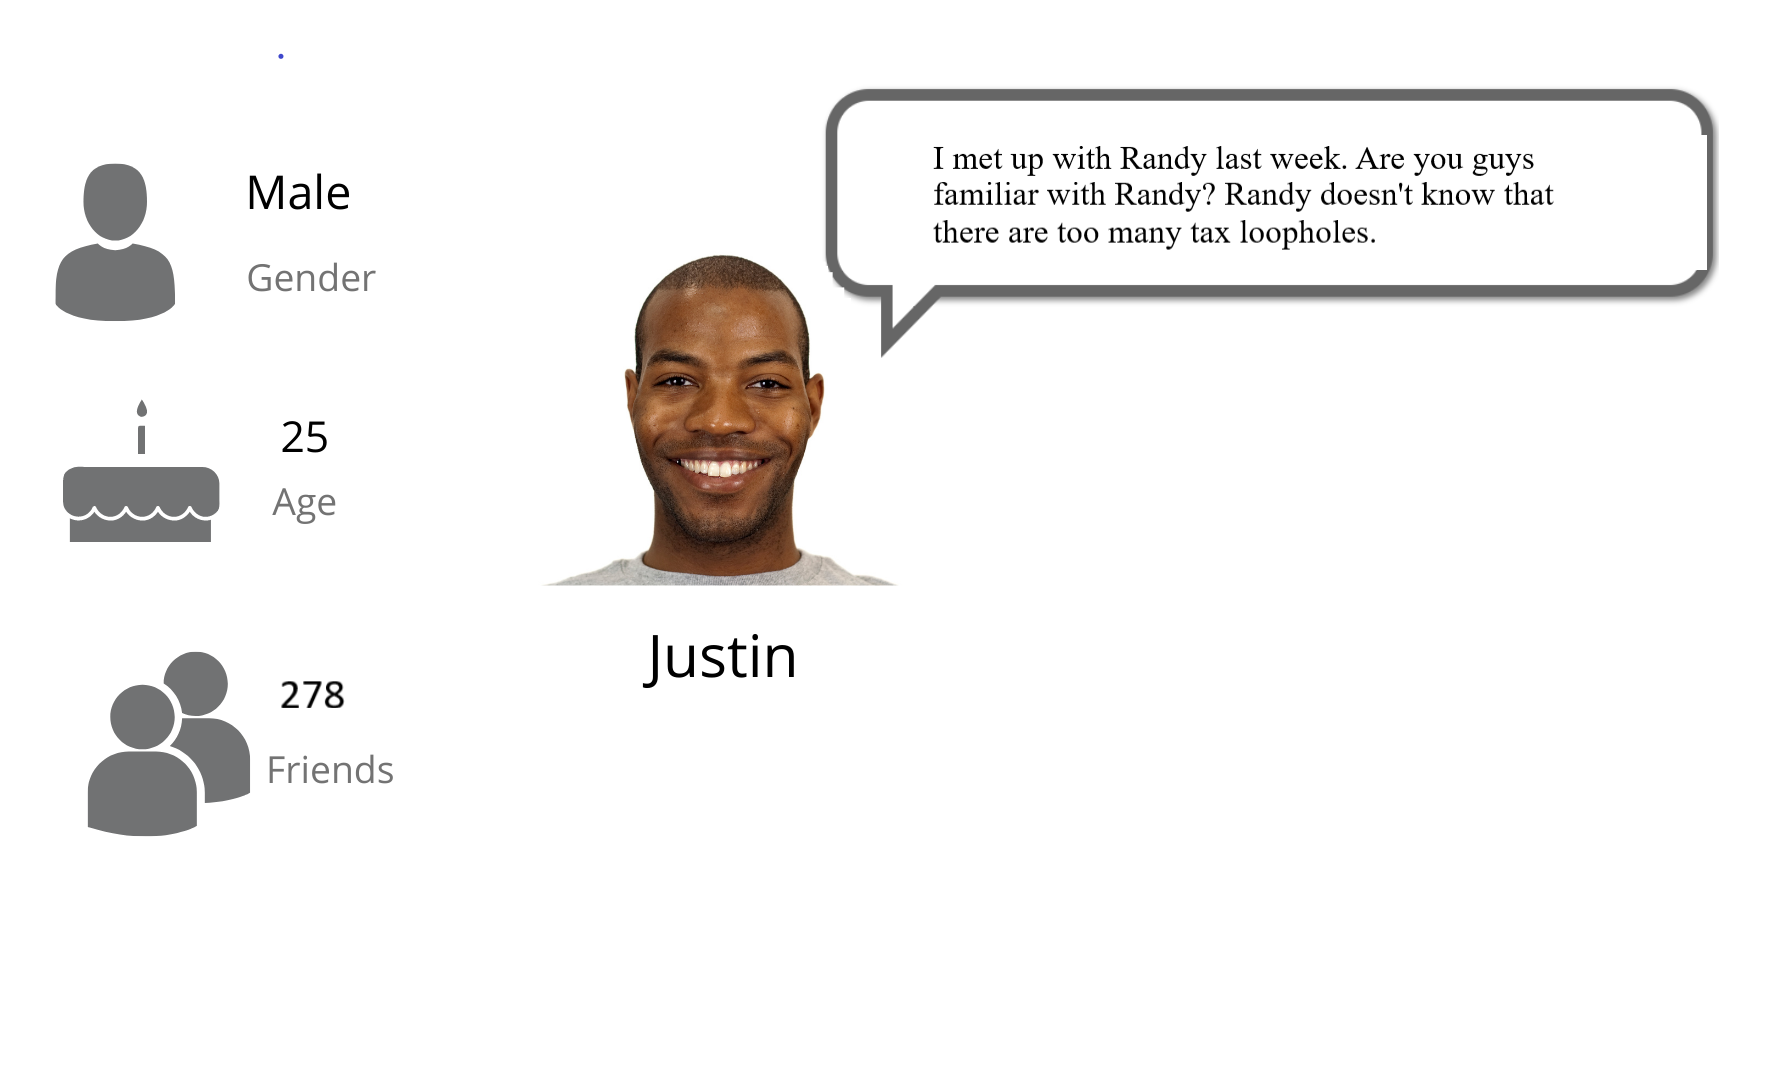 Male
Gender
25
Age
278
Friends
Justin
I met up with Randy last week. Are you guys
familiar with Randy? Randy doesn't know that
there are too many tax loopholes.